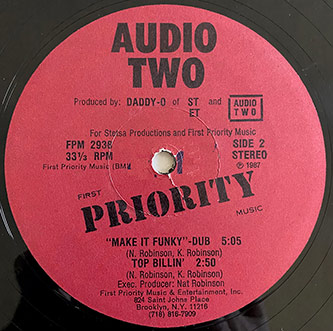 AUDIO
TWO
Produced by: DADDY-O of ST ET and AUDIO TWO
For Stetsa Productions and First Priority Music
FPM 2936
SIDE 2
33⅓ RPM
STEREO
First Priority Music (BMI)
℗ 1987
1
FIRST
PRIORITY
MUSIC
"MAKE IT FUNKY"-DUB 5:05
(N. Robinson, K. Robinson)
TOP BILLIN' 2:50
(N. Robinson, K. Robinson)
Exec. Producer: Nat Robinson
First Priority Music & Entertainment, Inc.
824 Saint Johns Place
Brooklyn, N.Y. 11216
(718) 816-7909